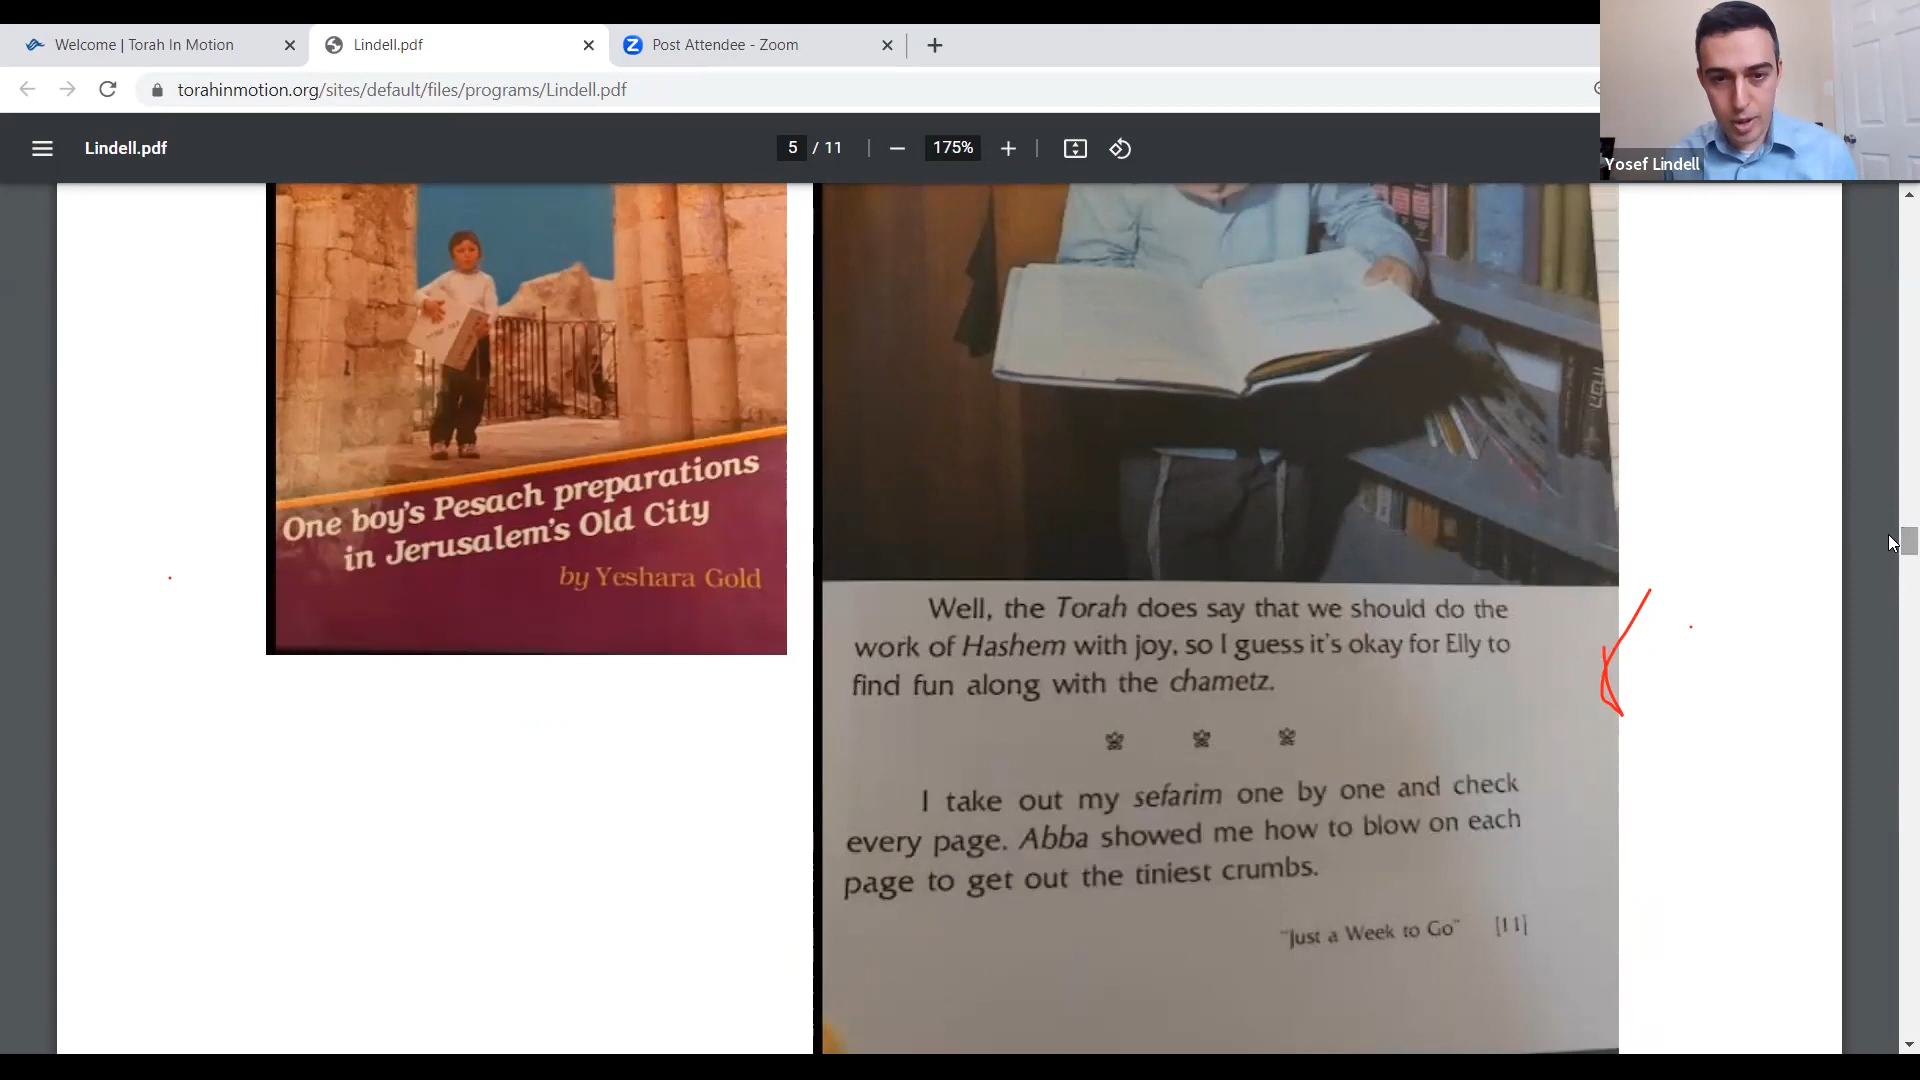 Welcome | Torah In Motion
Lindell.pdf
Post Attendee - Zoom
torahinmotion.org/sites/default/files/programs/Lindell.pdf
Lindell.pdf
5 / 11
175%
Yosef Lindell
One boy's Pesach preparations
in Jerusalem's Old City
by Yeshara Gold
Well, the Torah does say that we should do the
work of Hashem with joy, so I guess it's okay for Elly to
find fun along with the chametz.
I take out my sefarim one by one and check
every page. Abba showed me how to blow on each
page to get out the tiniest crumbs.
"Just a Week to Go" [11]